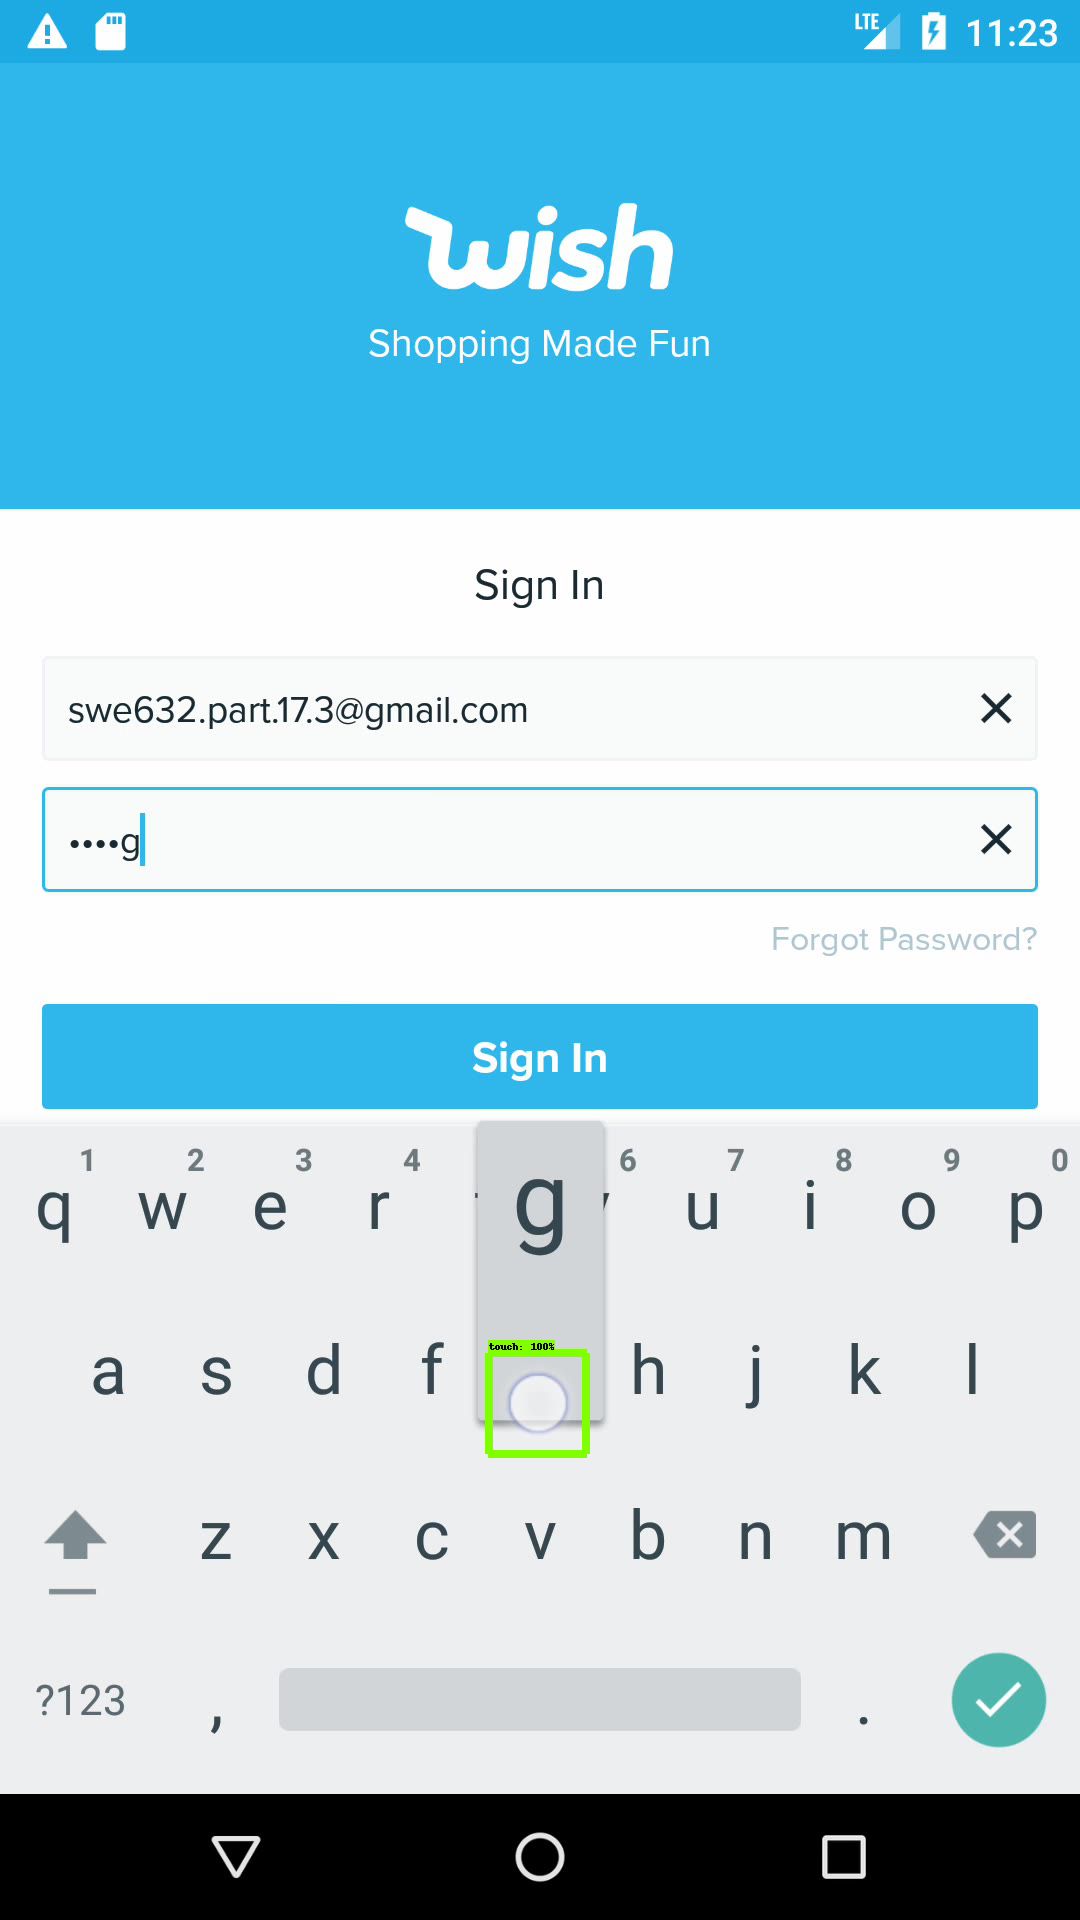 LTE 11:23
wish
Shopping Made Fun
Sign In
swe632.part.17.3@gmail.com
••••g
Forgot Password?
Sign In
1 2 3 4 6 7 8 9 0
q w e r g u i o p
touch: 100%
a s d f h j k l
z x c v b n m
?123 , .